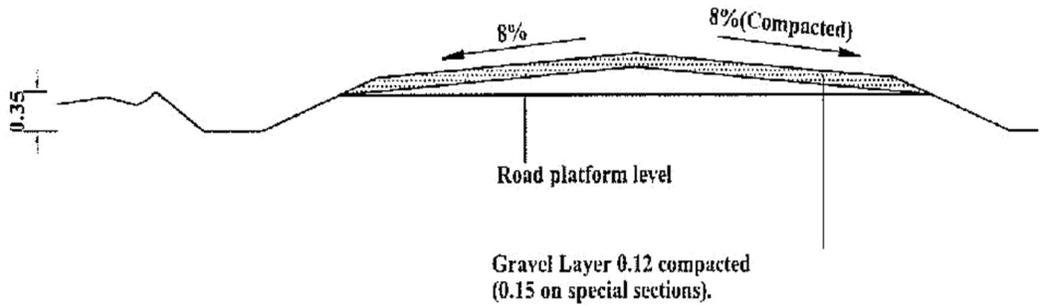 8%
8%(Compacted)
0.35
Road platform level
Gravel Layer 0.12 compacted
(0.15 on special sections).